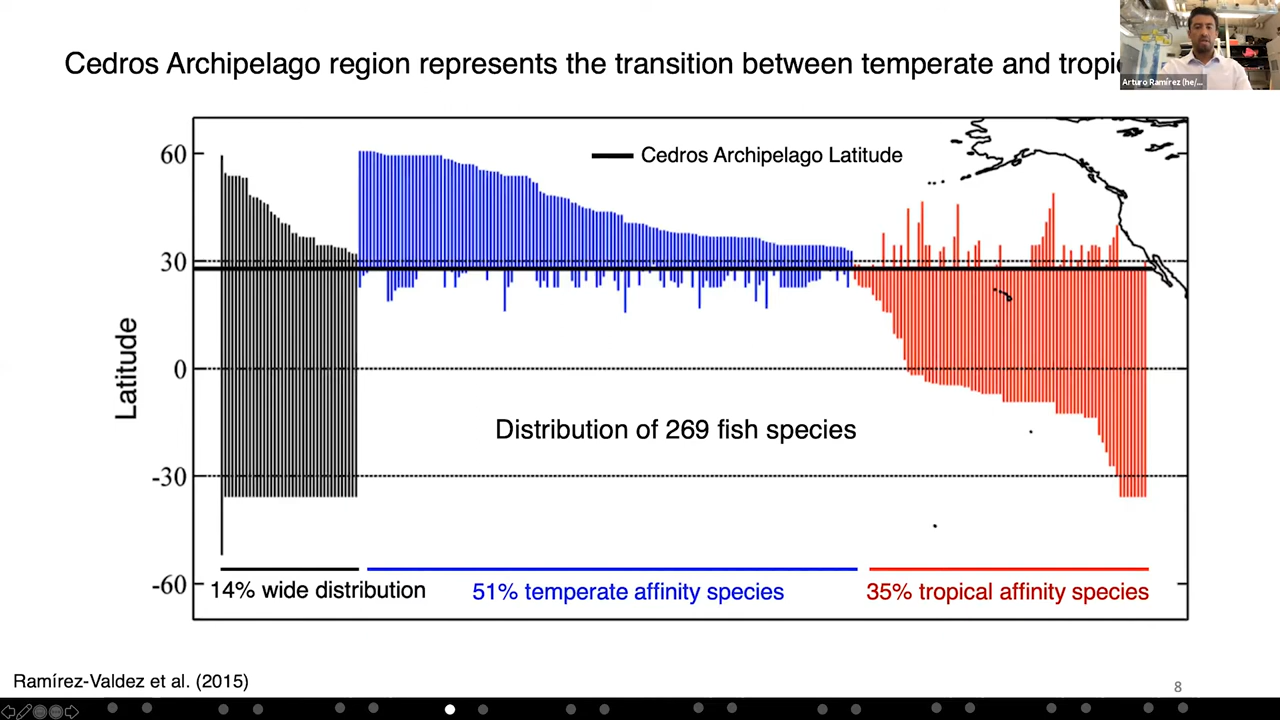 Cedros Archipelago region represents the transition between temperate and
Arturo Ramírez (he/...
Cedros Archipelago Latitude
60
30
0
-30
-60
Latitude
Distribution of 269 fish species
14% wide distribution
51% temperate affinity species
35% tropical affinity species
Ramírez-Valdez et al. (2015)
8